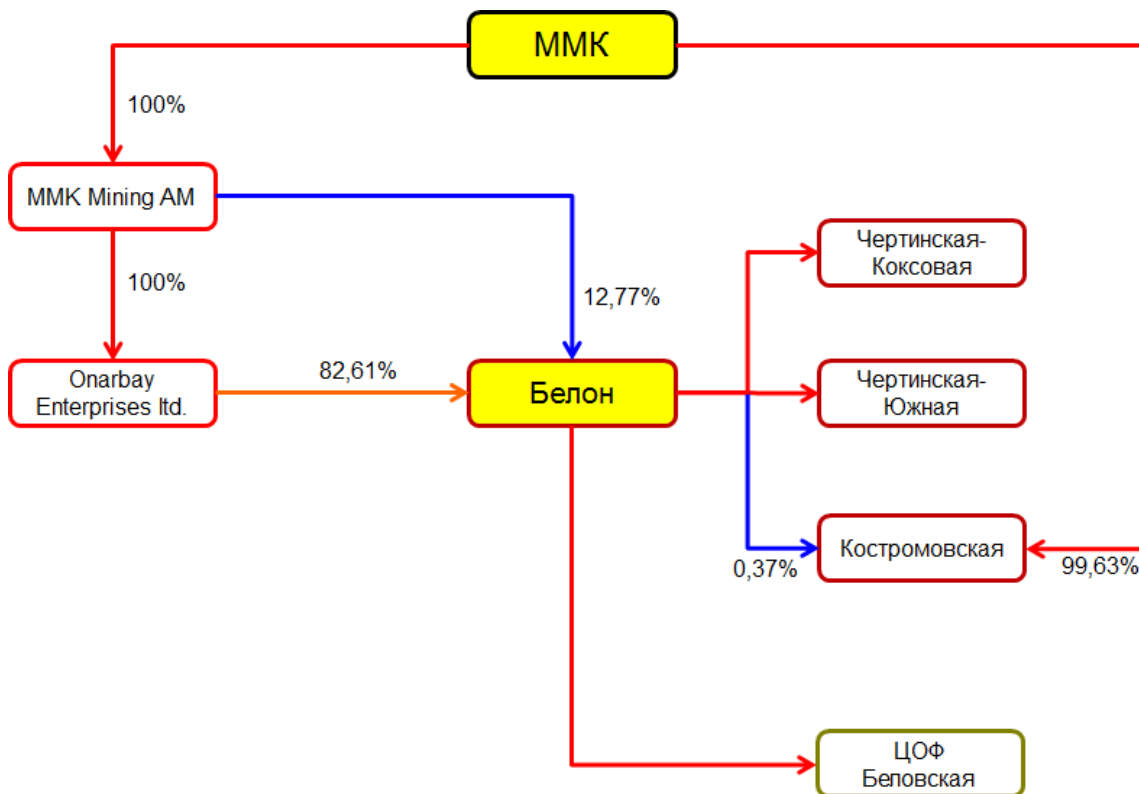 ММК
100%
MMK Mining AM
Чертинская-
Коксовая
100%
12,77%
Onarbay
Enterprises ltd.
82,61%
Белон
Чертинская-
Южная
Костромовская
0,37%
99,63%
ЦОФ
Беловская